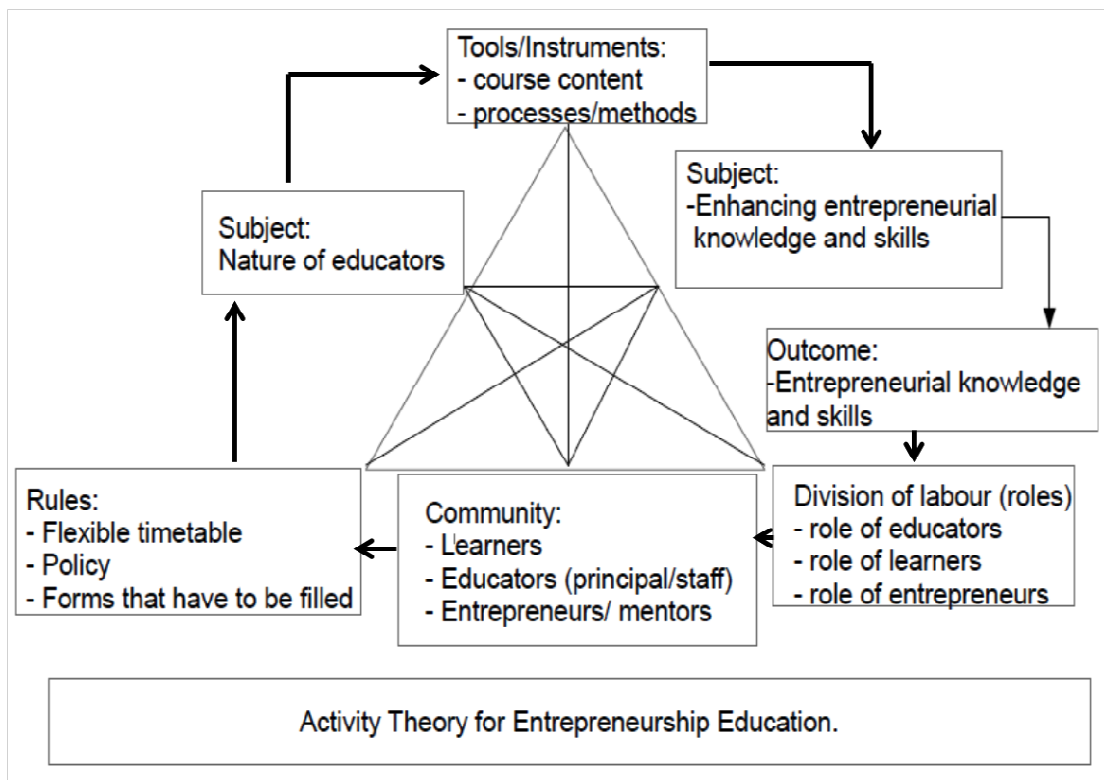 Tools/Instruments:
- course content
- processes/methods
Subject:
-Enhancing entrepreneurial
knowledge and skills
Subject:
Nature of educators
Outcome:
-Entrepreneurial knowledge
and skills
Rules:
- Flexible timetable
- Policy
- Forms that have to be filled
Community:
- Learners
- Educators (principal/staff)
- Entrepreneurs/ mentors
Division of labour (roles)
- role of educators
- role of learners
- role of entrepreneurs
Activity Theory for Entrepreneurship Education.